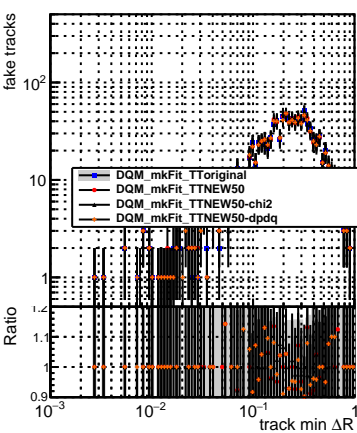 fake tracks
10²
10
1
DQM_mkFit_TToriginal
DQM_mkFit_TTNEW50
DQM_mkFit_TTNEW50-chi2
DQM_mkFit_TTNEW50-dpdq
Ratio
1.2
1.1
1
0.9
10⁻³ 10⁻² 10⁻¹ 1
track min ΔR